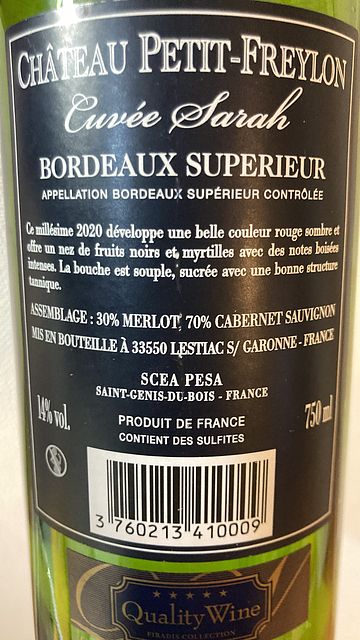 CHÂTEAU PETIT-FREYLON
Cuvée Sarah
BORDEAUX SUPERIEUR
APPELLATION BORDEAUX SUPÉRIEUR CONTRÔLÉE
Ce millésime 2020 développe une belle couleur rouge sombre et
offre un nez de fruits noirs et myrtilles avec des notes boisées
intenses. La bouche est souple, sucrée avec une bonne structure
tannique.
ASSEMBLAGE : 30% MERLOT, 70% CABERNET SAUVIGNON
MIS EN BOUTEILLE À 33550 LESTIAC S/ GARONNE - FRANCE
SCEA PESA
SAINT-GENIS-DU-BOIS - FRANCE
14% vol.
PRODUIT DE FRANCE
750 ml
CONTIENT DES SULFITES
3 760213 410009
Quality Wine
FIRADIS COLLECTION